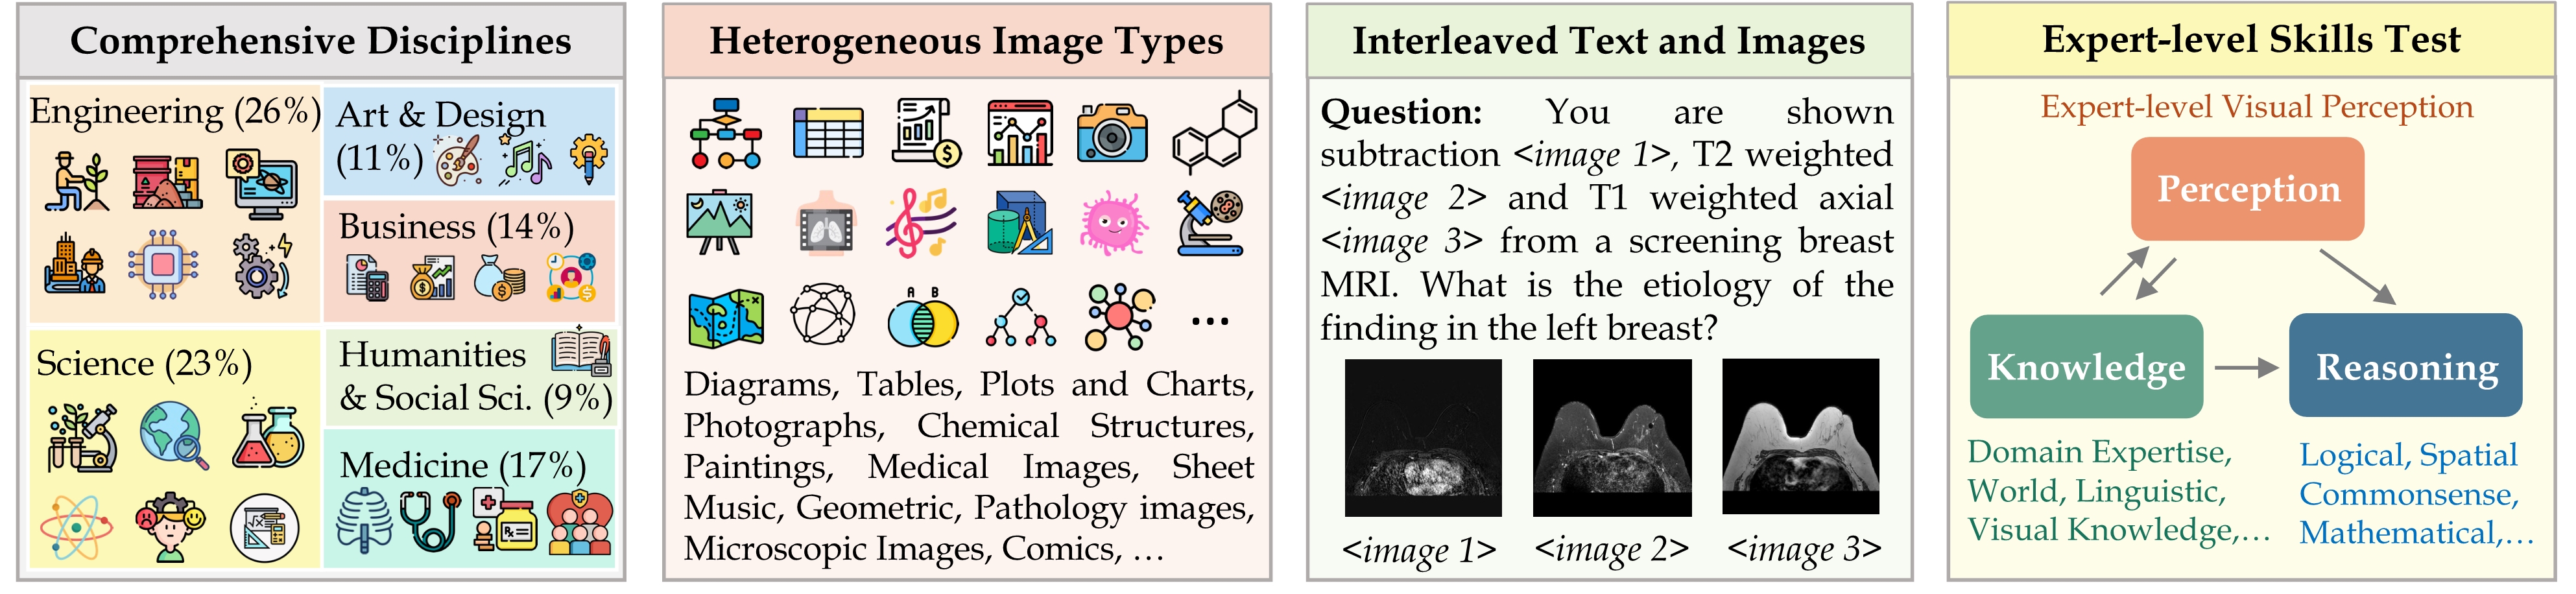 Comprehensive Disciplines
Engineering (26%)
Art & Design
(11%)
Business (14%)
Science (23%)
Humanities
& Social Sci. (9%)
Medicine (17%)
Heterogeneous Image Types
A B
...
Diagrams, Tables, Plots and Charts,
Photographs, Chemical Structures,
Paintings, Medical Images, Sheet
Music, Geometric, Pathology images,
Microscopic Images, Comics, …
Interleaved Text and Images
Question: You are shown
subtraction <image 1>, T2 weighted
<image 2> and T1 weighted axial
<image 3> from a screening breast
MRI. What is the etiology of the
finding in the left breast?
<image 1> <image 2> <image 3>
Expert-level Skills Test
Expert-level Visual Perception
Perception
Knowledge
Reasoning
Domain Expertise,
World, Linguistic,
Visual Knowledge,…
Logical, Spatial
Commonsense,
Mathematical,…